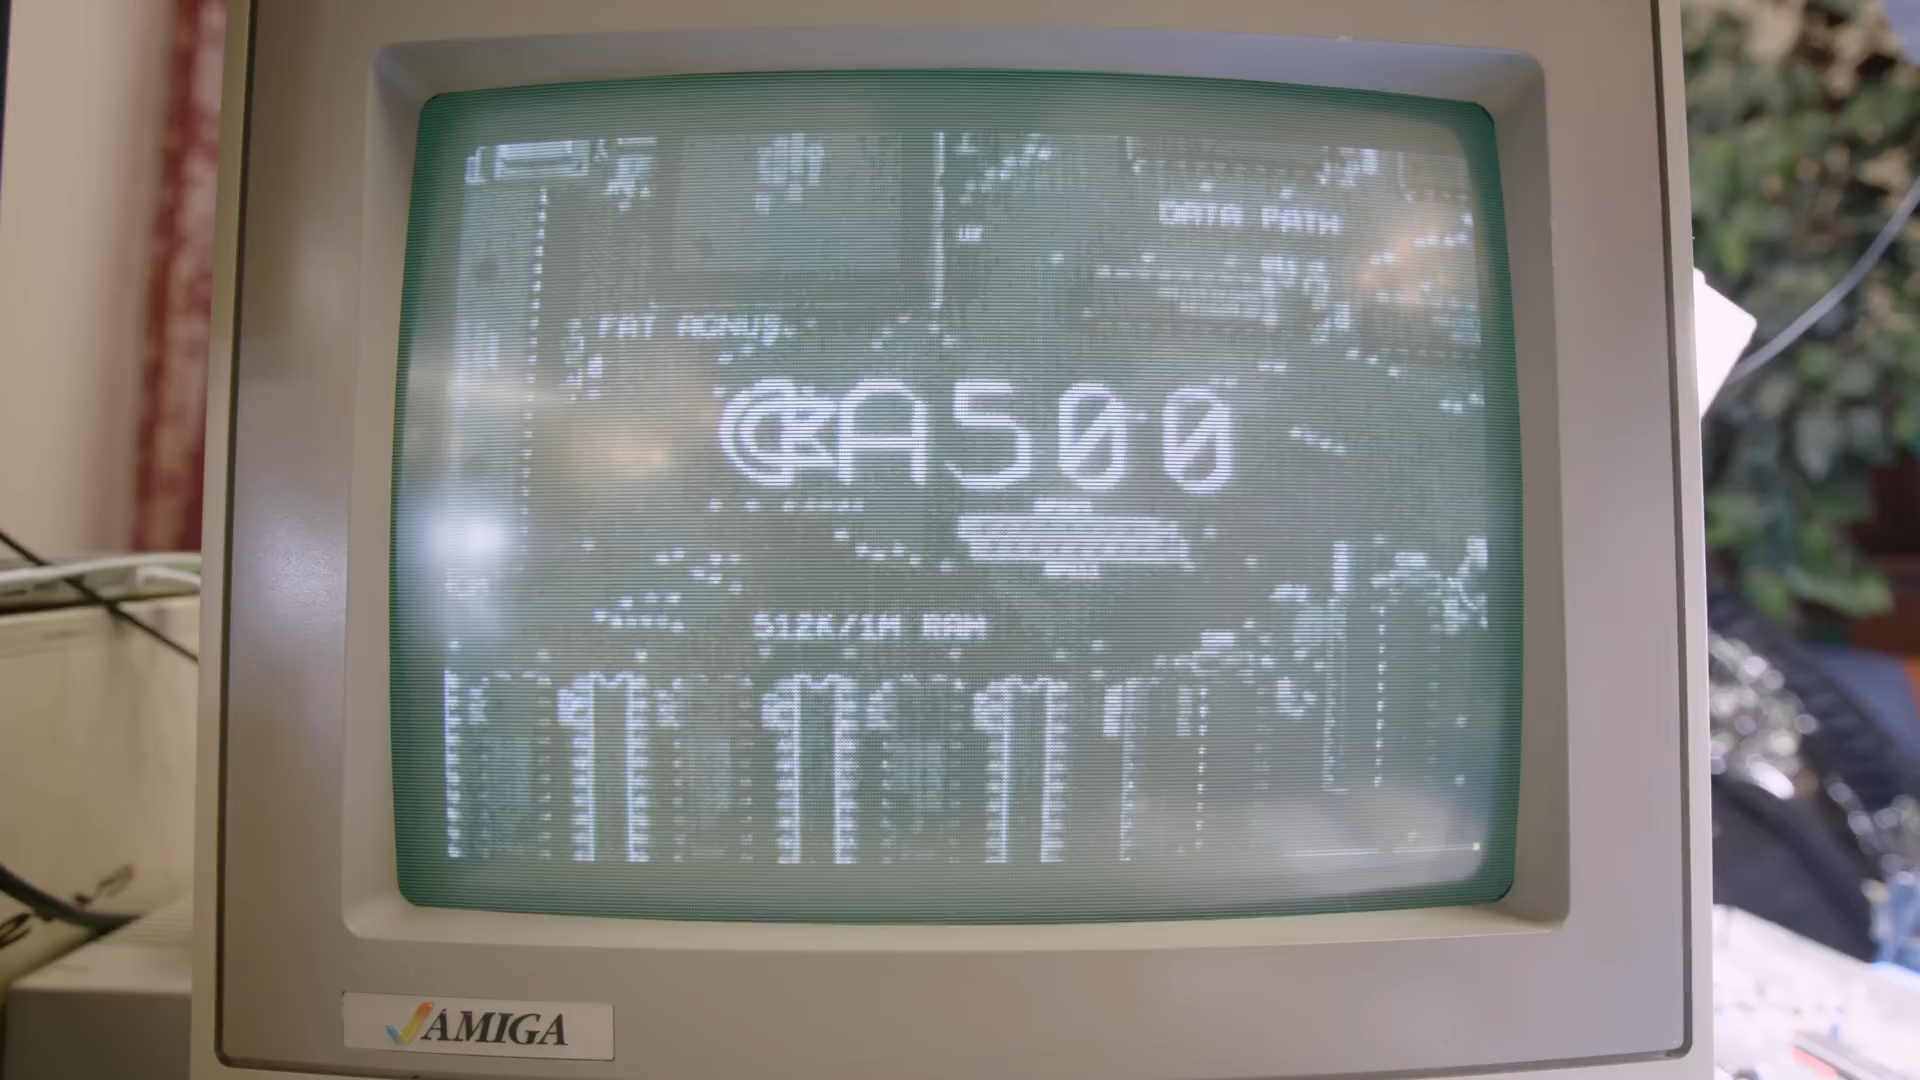 DATA PATH
FAT AGNUS
A500
512K/1M RAM
AMIGA